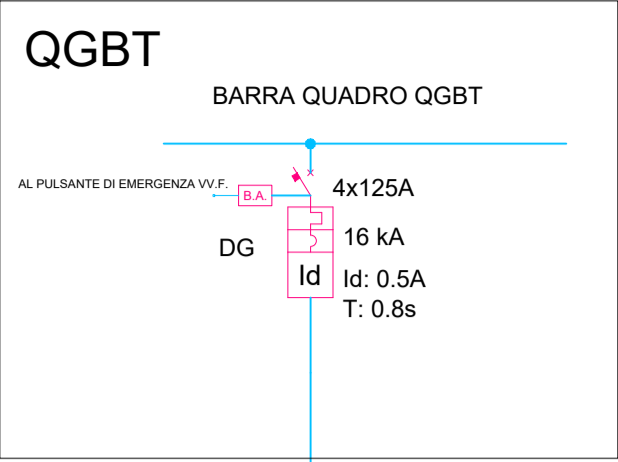 QGBT
BARRA QUADRO QGBT
AL PULSANTE DI EMERGENZA VV.F.
B.A.
4x125A
DG
16 kA
Id
Id: 0.5A
T: 0.8s